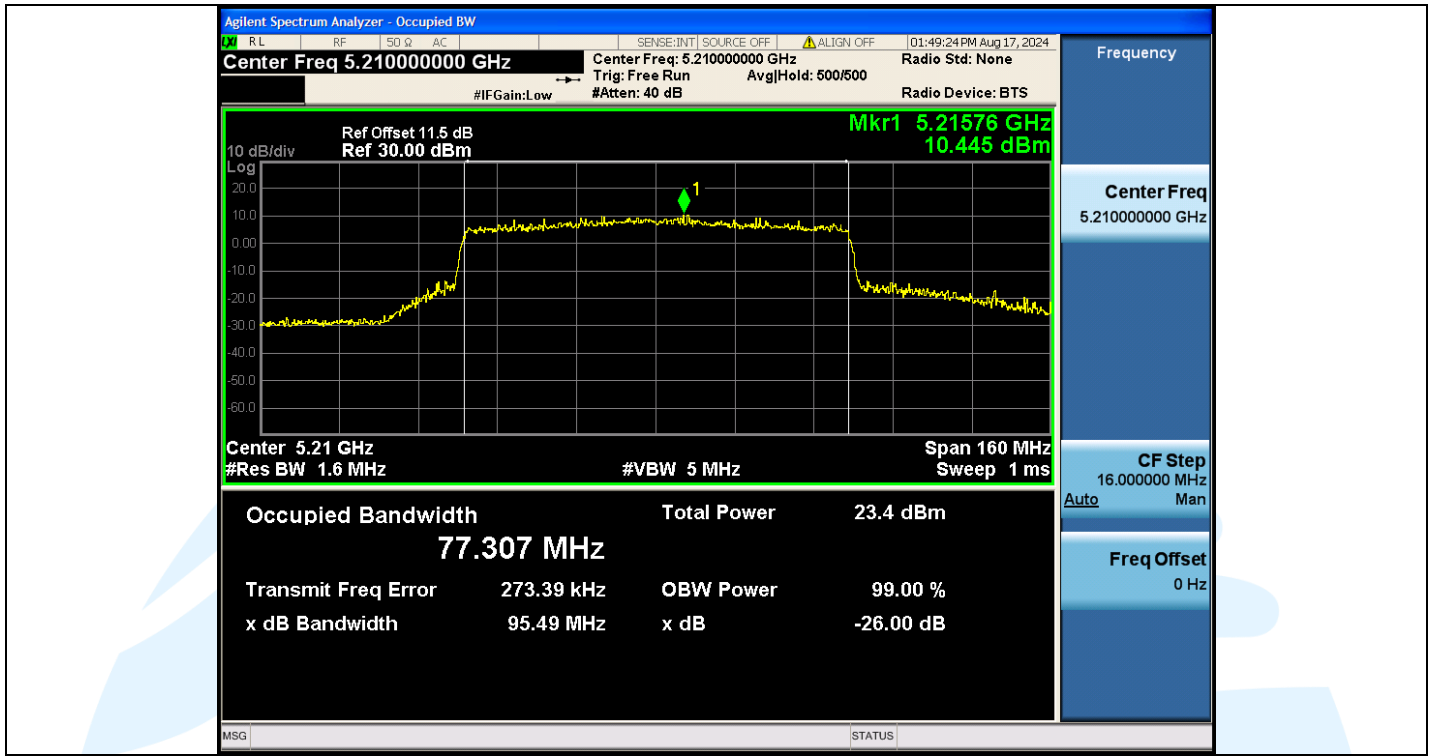 Agilent Spectrum Analyzer - Occupied BW
LXI RL RF 50 Ω AC SENSE:INT SOURCE OFF ALIGN OFF 01:49:24 PM Aug 17, 2024
Center Freq 5.210000000 GHz
Center Freq: 5.210000000 GHz Radio Std: None
Trig: Free Run Avg|Hold: 500/500
#IFGain:Low #Atten: 40 dB Radio Device: BTS
Mkr1 5.21576 GHz
10.445 dBm
Ref Offset 11.5 dB
10 dB/div Ref 30.00 dBm
Log
20.0
1
10.0
0.00
-10.0
-20.0
-30.0
-40.0
-50.0
-60.0
Center 5.21 GHz Span 160 MHz
#Res BW 1.6 MHz #VBW 5 MHz Sweep 1 ms
Occupied Bandwidth Total Power 23.4 dBm
77.307 MHz
Transmit Freq Error 273.39 kHz OBW Power 99.00 %
x dB Bandwidth 95.49 MHz x dB -26.00 dB
Frequency
Center Freq
5.210000000 GHz
CF Step
16.000000 MHz
Auto Man
Freq Offset
0 Hz
MSG STATUS